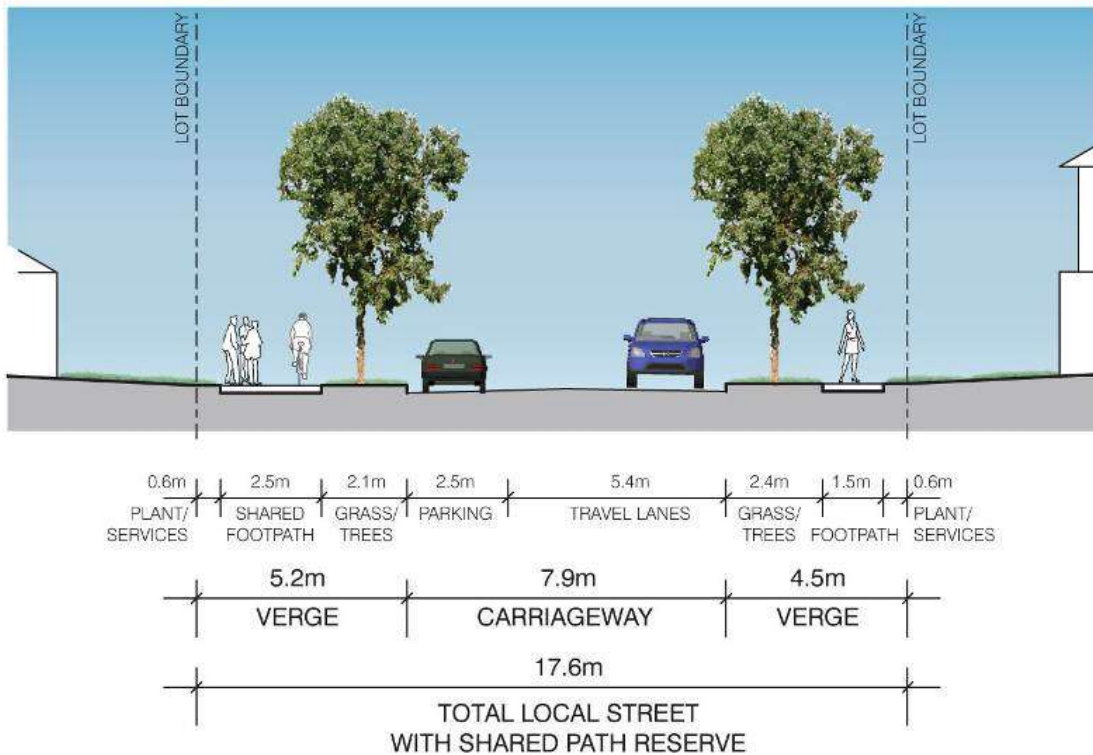 LOT BOUNDARY
LOT BOUNDARY
0.6m 2.5m 2.1m 2.5m 5.4m 2.4m 1.5m 0.6m
PLANT/ SHARED GRASS/ PARKING TRAVEL LANES GRASS/ FOOTPATH PLANT/
SERVICES FOOTPATH TREES TREES SERVICES
5.2m 7.9m 4.5m
VERGE CARRIAGEWAY VERGE
17.6m
TOTAL LOCAL STREET
WITH SHARED PATH RESERVE